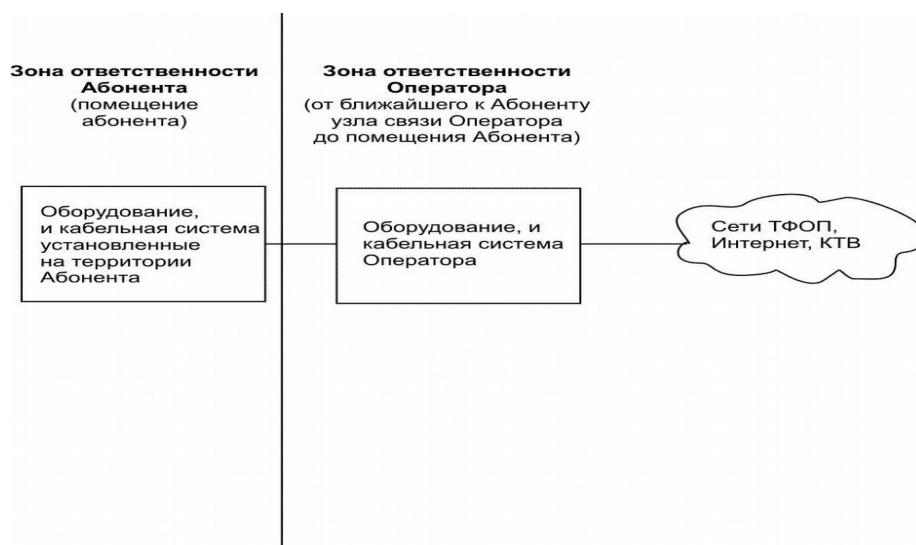 Зона ответственности
Абонента
(помещение
абонента)
Зона ответственности
Оператора
(от ближайшего к Абоненту
узла связи Оператора
до помещения Абонента)
Оборудование,
и кабельная система
установленные
на территории
Абонента
Оборудование, и
кабельная система
Оператора
Сети ТФОП,
Интернет, КТВ